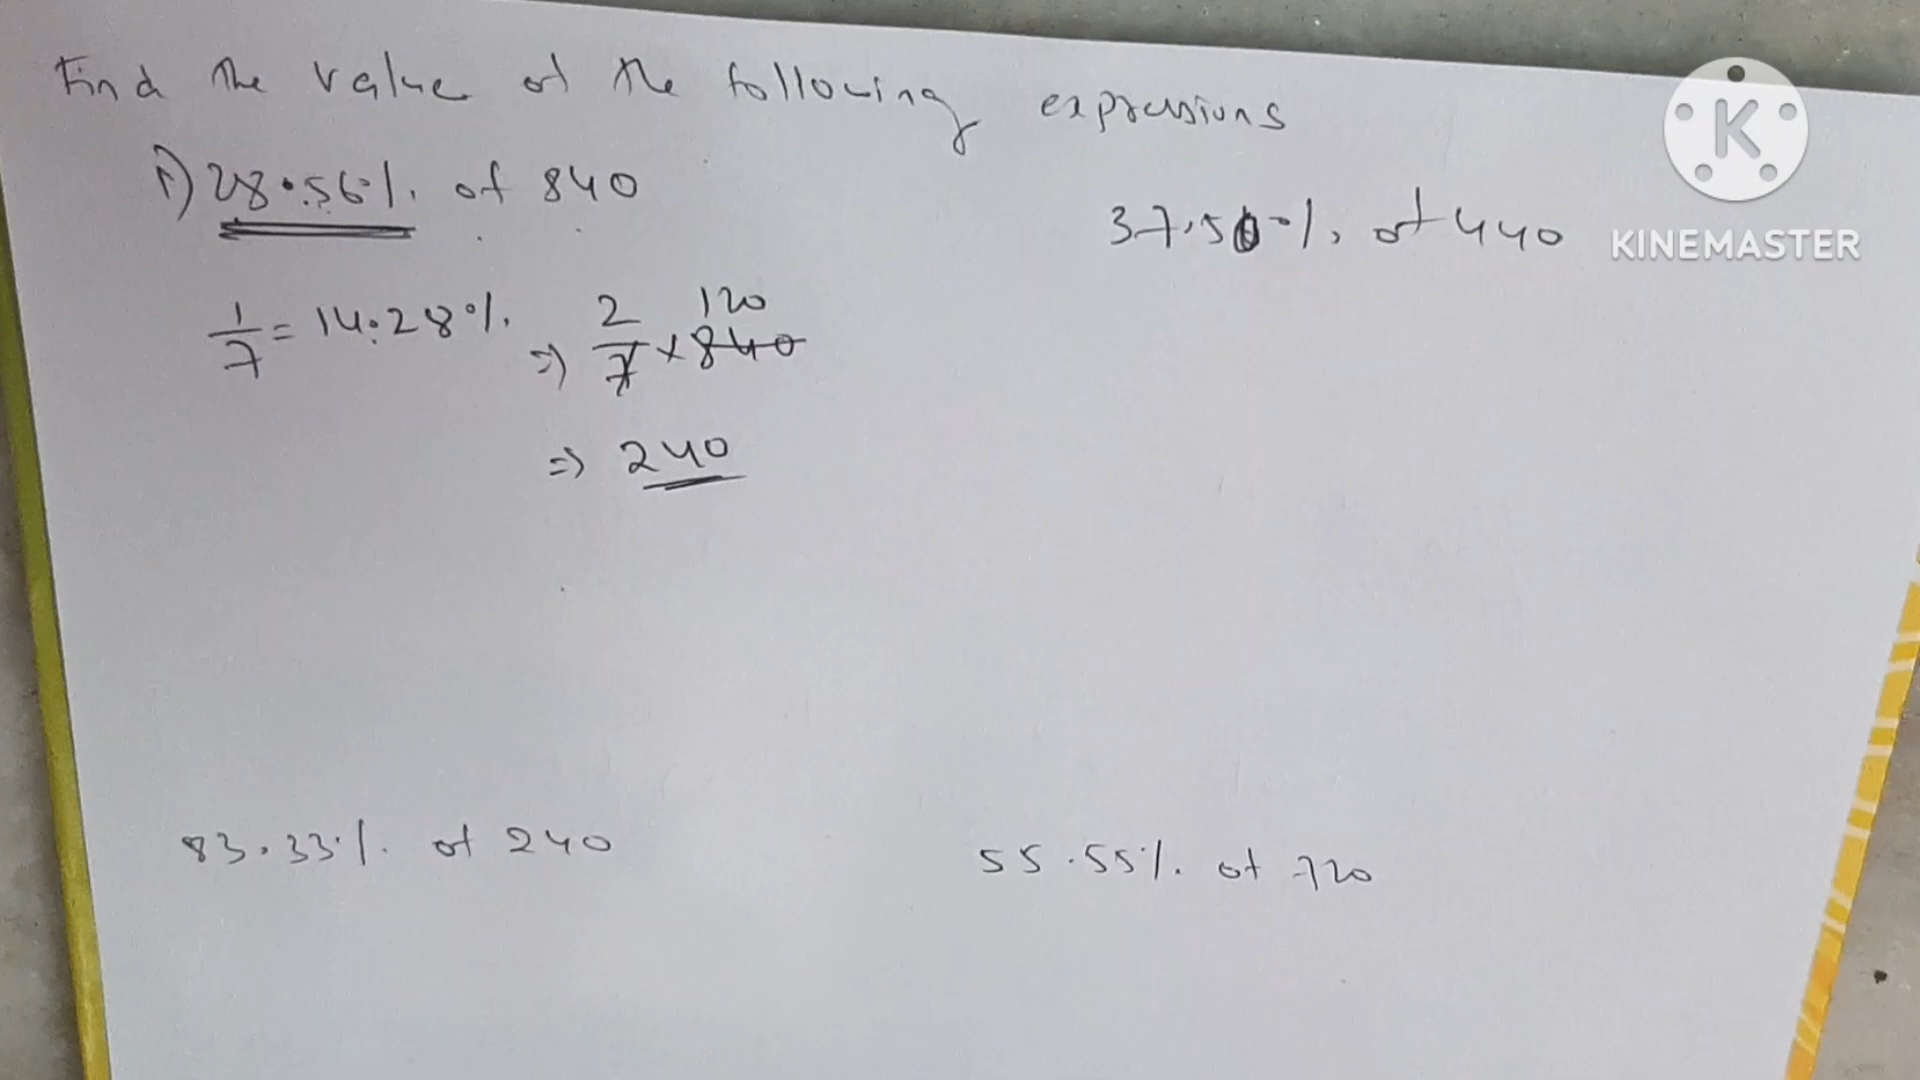 Find the value of the following expressions
i) 28.56% of 840
37.50% of 440
KINEMASTER
1/7 = 14.28% => 2/7 x 840 120
=> 240
83.33% of 240
55.55% of 720